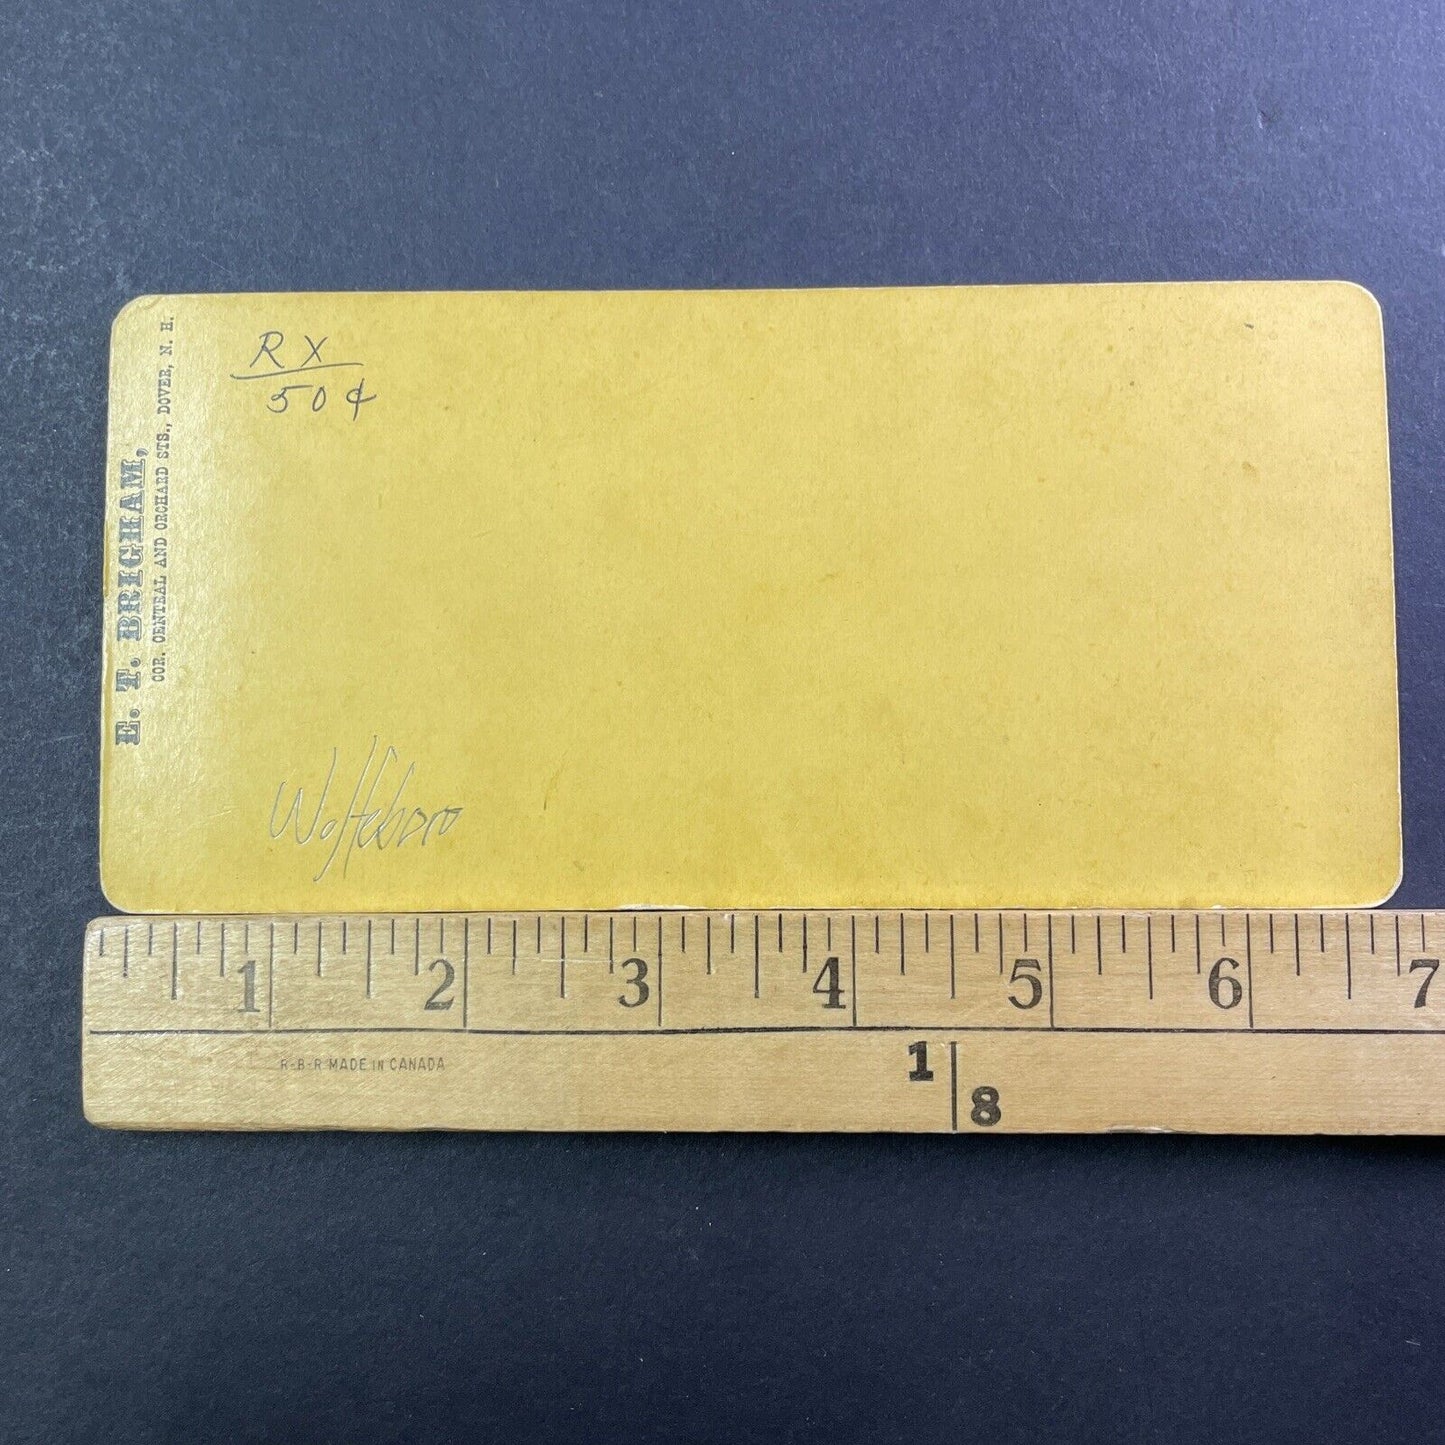 E. T. BRIGHAM,
COR. CENTRAL AND ORCHARD STS., DOVER, N. H.
RX
50¢
Wolfeboro
1 2 3 4 5 6 7
R-B-R MADE IN CANADA
1 8